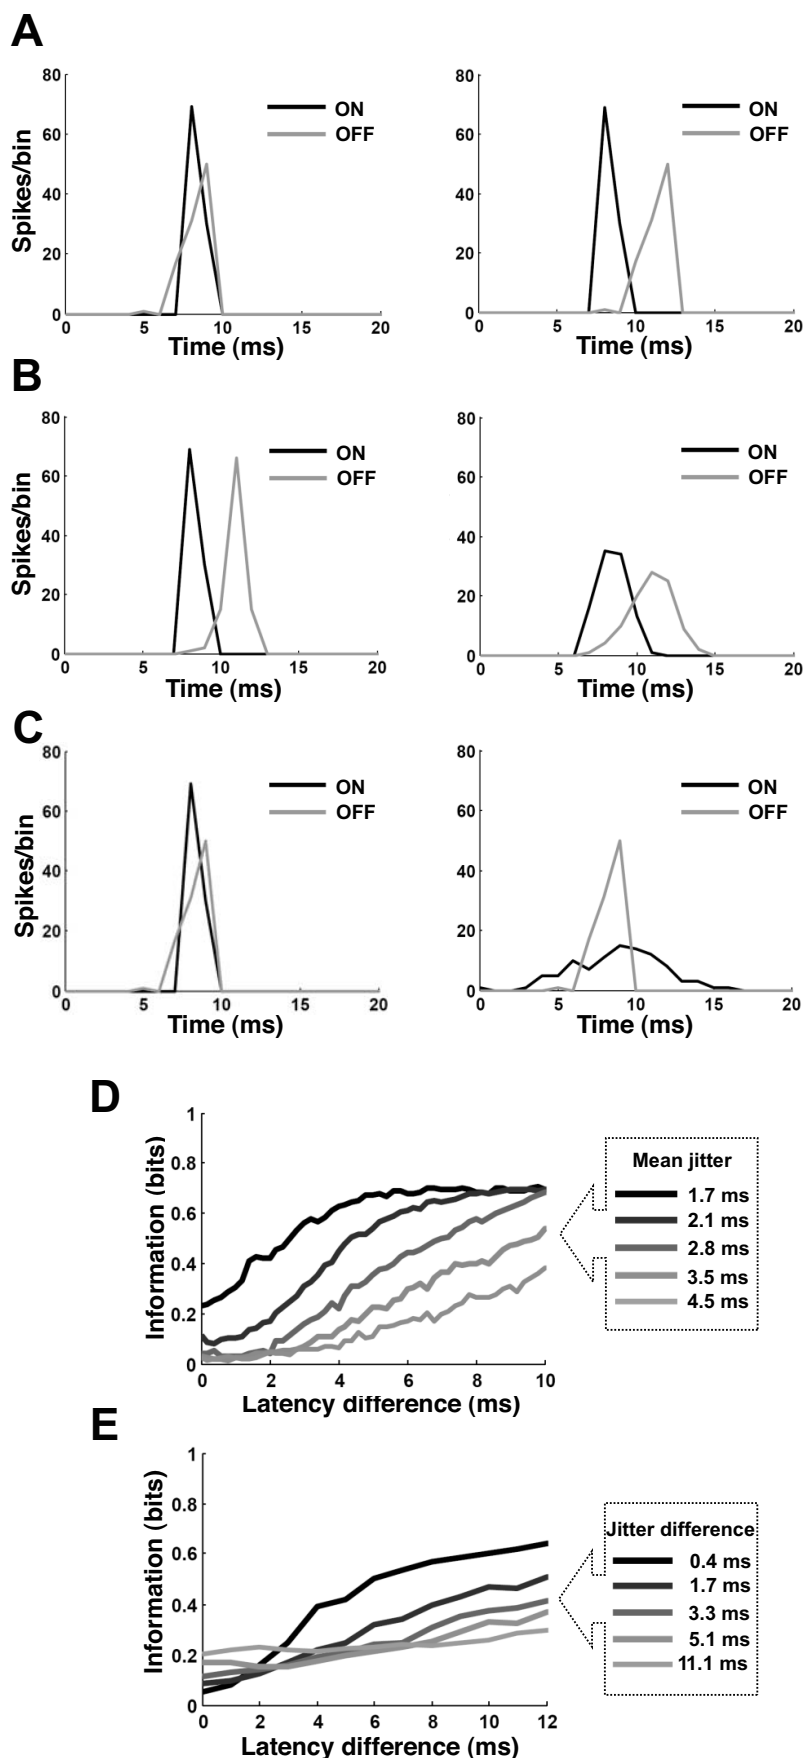 A
80
60
40
20
0
Spikes/bin
ON
OFF
0 5 10 15 20
Time (ms)
80
60
40
20
0
ON
OFF
0 5 10 15 20
Time (ms)
B
80
60
40
20
0
Spikes/bin
ON
OFF
0 5 10 15 20
Time (ms)
80
60
40
20
0
ON
OFF
0 5 10 15 20
Time (ms)
C
80
60
40
20
0
Spikes/bin
ON
OFF
0 5 10 15 20
Time (ms)
80
60
40
20
0
ON
OFF
0 5 10 15 20
Time (ms)
D
1
0.8
0.6
0.4
0.2
0
Information (bits)
0 2 4 6 8 10
Latency difference (ms)
Mean jitter
1.7 ms
2.1 ms
2.8 ms
3.5 ms
4.5 ms
E
1
0.8
0.6
0.4
0.2
0
Information (bits)
0 2 4 6 8 10 12
Latency difference (ms)
Jitter difference
0.4 ms
1.7 ms
3.3 ms
5.1 ms
11.1 ms